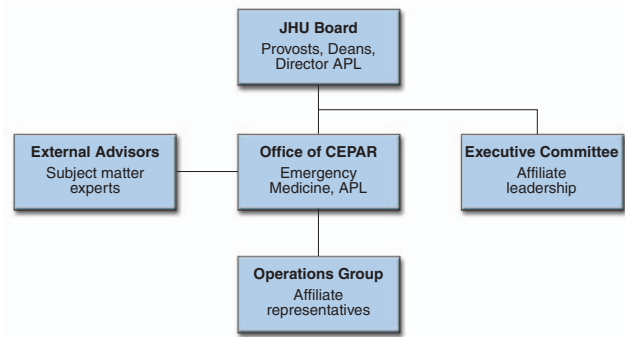 JHU Board
Provosts, Deans,
Director APL
External Advisors
Subject matter
experts
Office of CEPAR
Emergency
Medicine, APL
Executive Committee
Affiliate
leadership
Operations Group
Affiliate
representatives